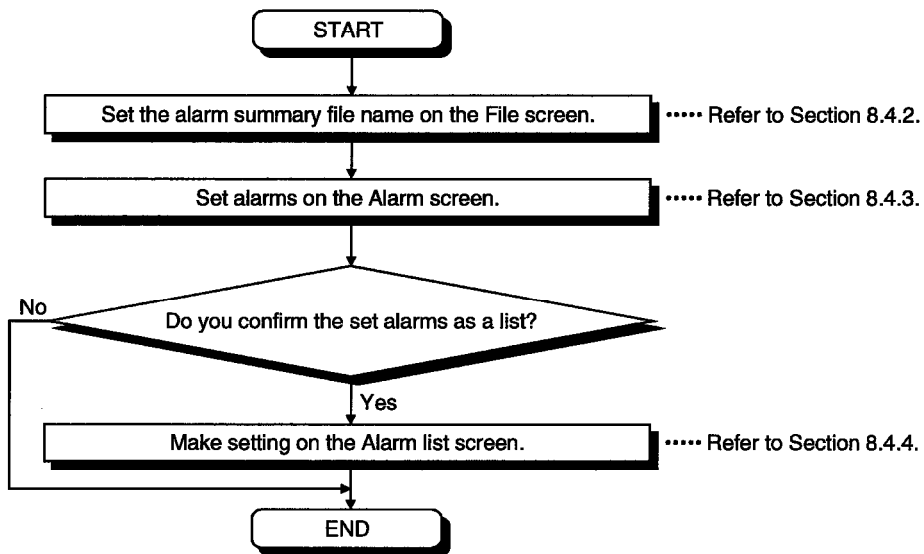 START
Set the alarm summary file name on the File screen. ••••• Refer to Section 8.4.2.
Set alarms on the Alarm screen. ••••• Refer to Section 8.4.3.
No
Do you confirm the set alarms as a list?
Yes
Make setting on the Alarm list screen. ••••• Refer to Section 8.4.4.
END